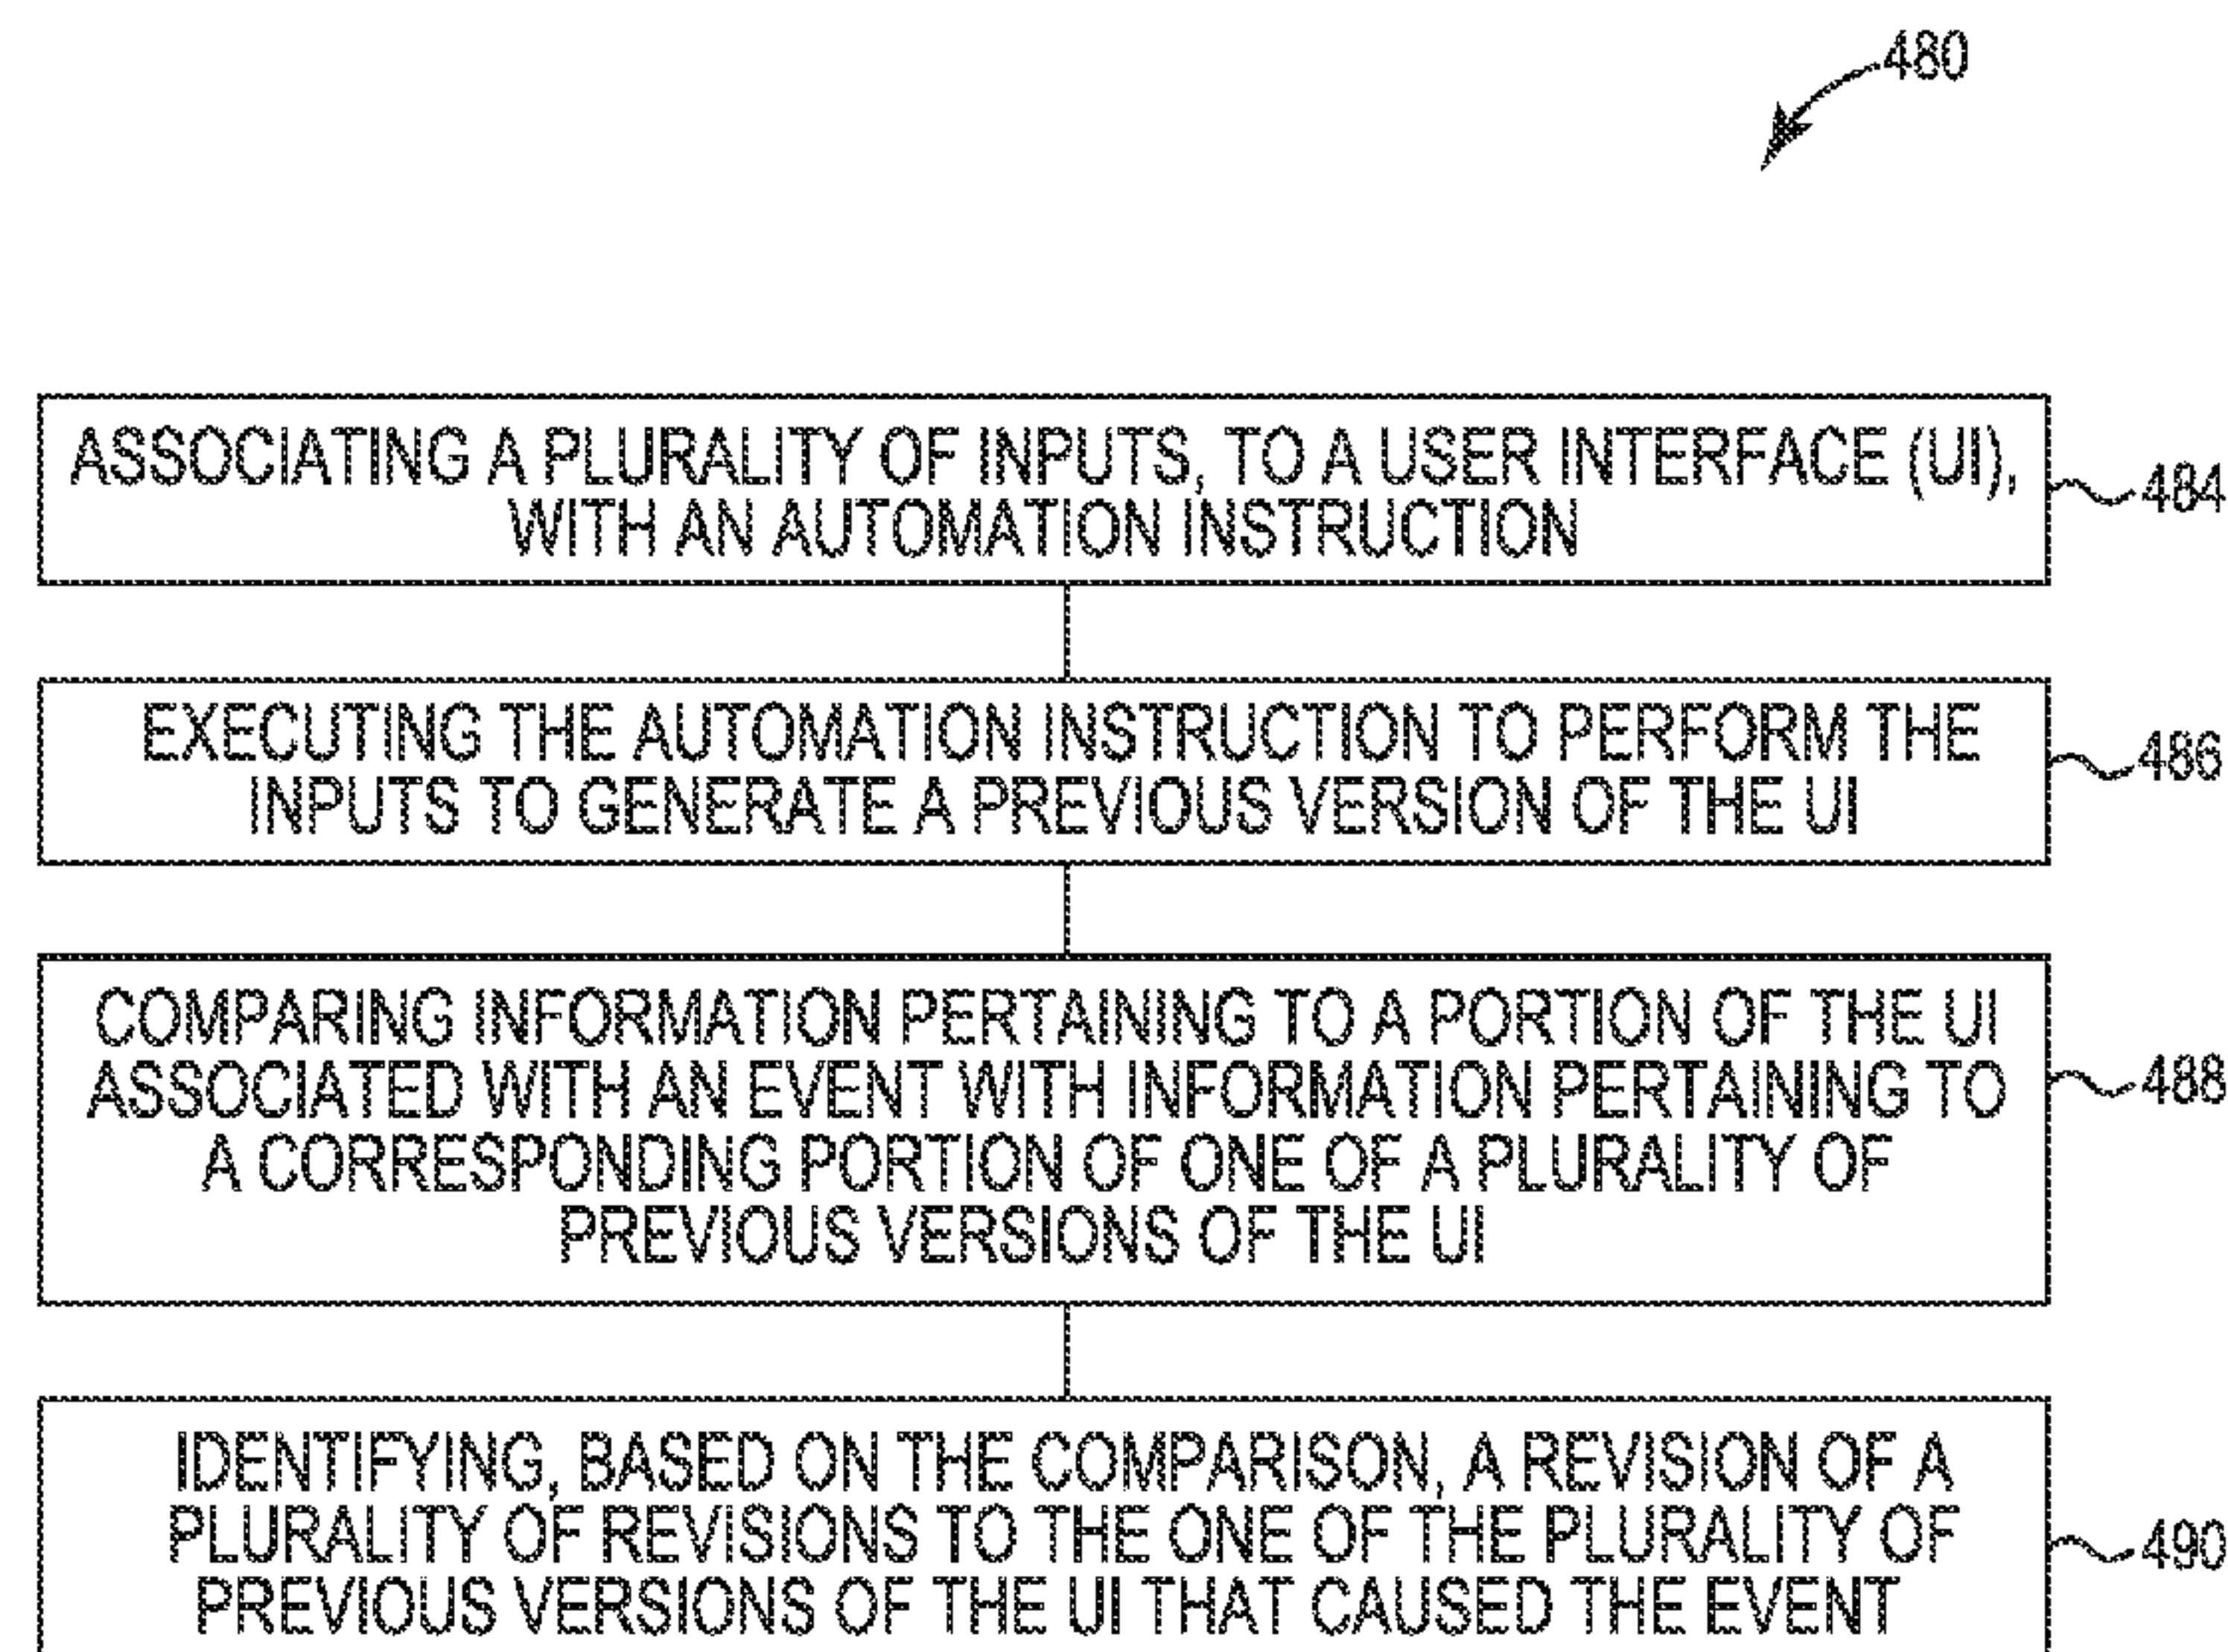 480
ASSOCIATING A PLURALITY OF INPUTS, TO A USER INTERFACE (UI),
WITH AN AUTOMATION INSTRUCTION
484
EXECUTING THE AUTOMATION INSTRUCTION TO PERFORM THE
INPUTS TO GENERATE A PREVIOUS VERSION OF THE UI
486
COMPARING INFORMATION PERTAINING TO A PORTION OF THE UI
ASSOCIATED WITH AN EVENT WITH INFORMATION PERTAINING TO
A CORRESPONDING PORTION OF ONE OF A PLURALITY OF
PREVIOUS VERSIONS OF THE UI
488
IDENTIFYING, BASED ON THE COMPARISON, A REVISION OF A
PLURALITY OF REVISIONS TO THE ONE OF THE PLURALITY OF
PREVIOUS VERSIONS OF THE UI THAT CAUSED THE EVENT
490